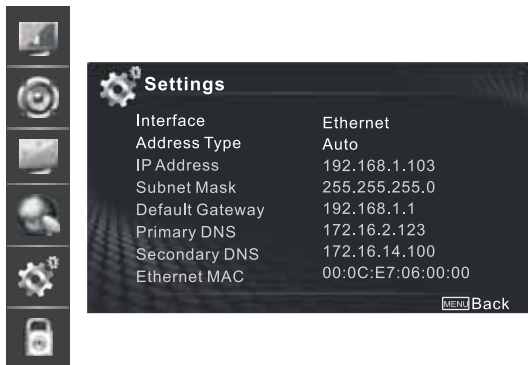 Settings
Interface Ethernet
Address Type Auto
IP Address 192.168.1.103
Subnet Mask 255.255.255.0
Default Gateway 192.168.1.1
Primary DNS 172.16.2.123
Secondary DNS 172.16.14.100
Ethernet MAC 00:0C:E7:06:00:00
MENU Back